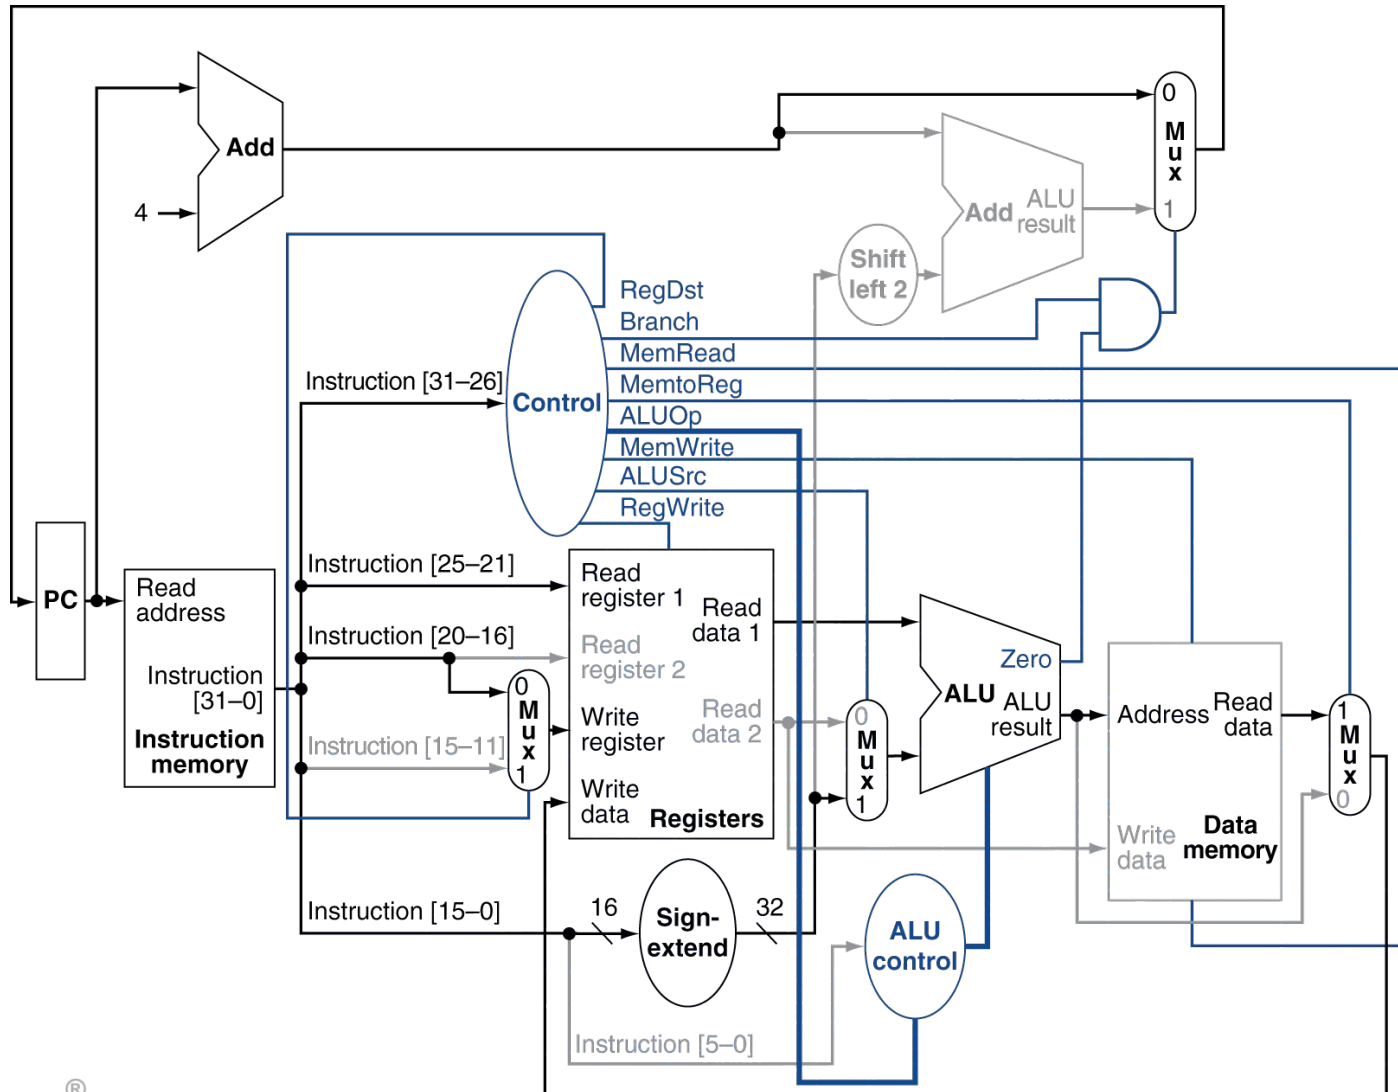 0
M
u
x
1
Add
4
Add
ALU
result
Shift
left 2
RegDst
Branch
MemRead
MemtoReg
ALUOp
MemWrite
ALUSrc
RegWrite
Instruction [31–26]
Control
PC
Read
address
Instruction
[31–0]
Instruction
memory
Instruction [25–21]
Instruction [20–16]
Instruction [15–11]
0
M
u
x
1
Read
register 1
Read
register 2
Write
register
Write
data
Read
data 1
Read
data 2
Registers
0
M
u
x
1
Zero
ALU
ALU
result
Address
Read
data
Write
data
Data
memory
1
M
u
x
0
Instruction [15–0]
16
Sign-
extend
32
ALU
control
Instruction [5–0]
®